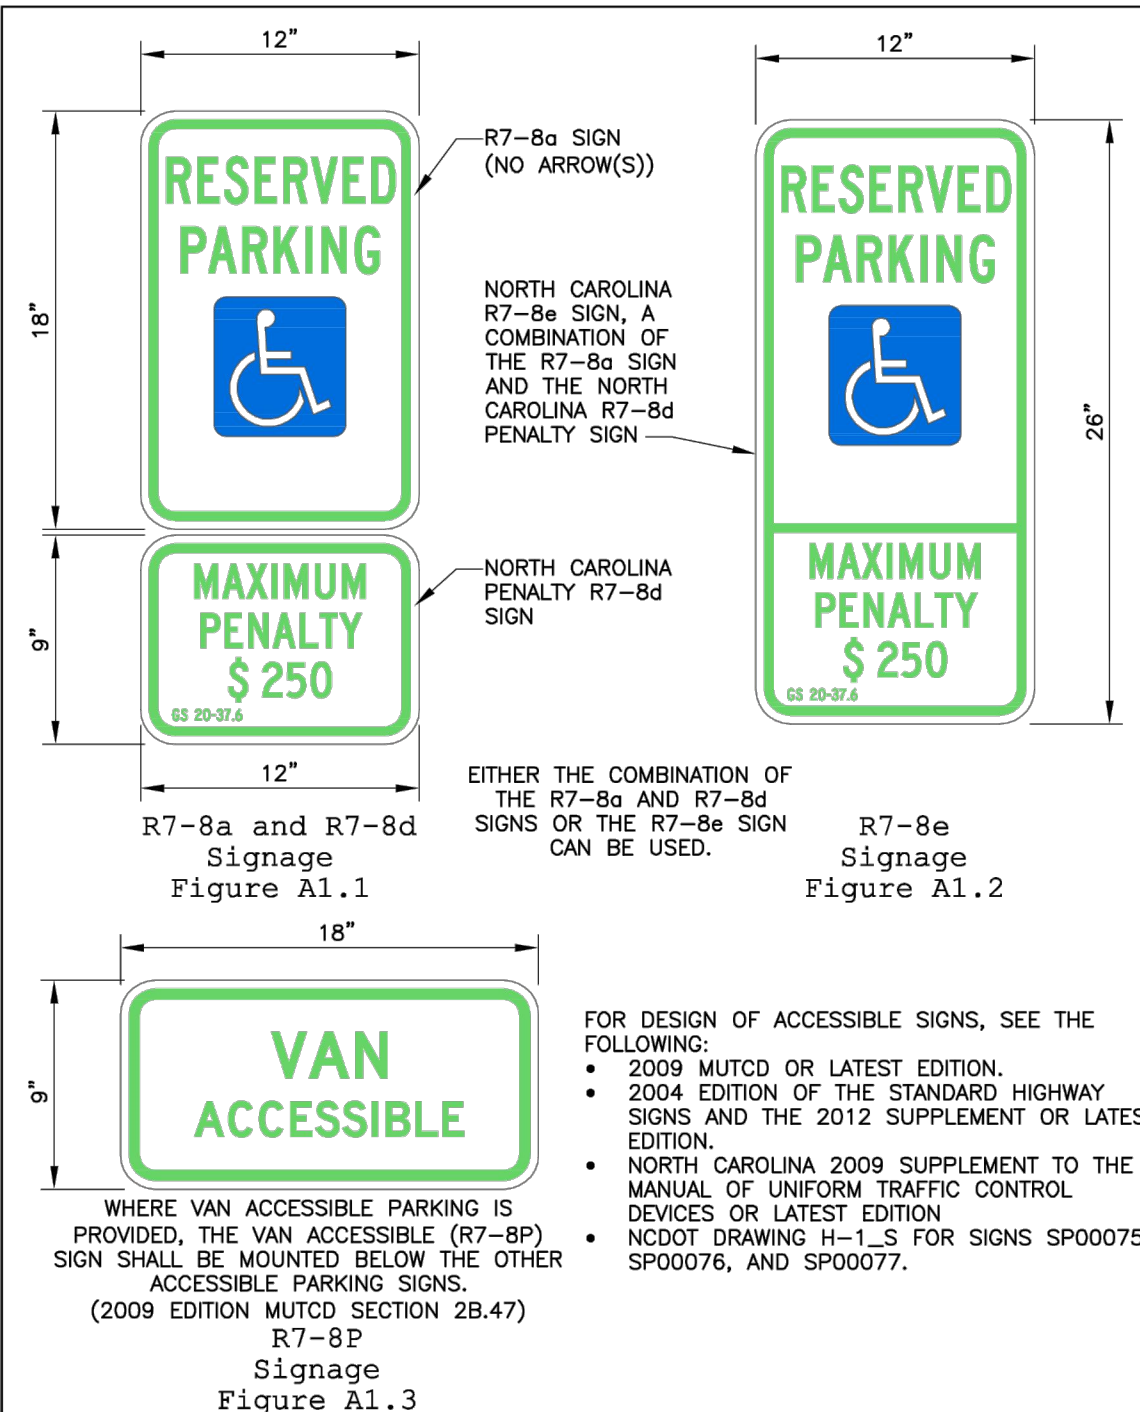 12"
18"
RESERVED
PARKING
R7-8a SIGN
(NO ARROW(S))
9"
MAXIMUM
PENALTY
$ 250
GS 20-37.6
NORTH CAROLINA
PENALTY R7-8d
SIGN
12"
R7-8a and R7-8d
Signage
Figure A1.1
NORTH CAROLINA
R7-8e SIGN, A
COMBINATION OF
THE R7-8a SIGN
AND THE NORTH
CAROLINA R7-8d
PENALTY SIGN
12"
RESERVED
PARKING
26"
MAXIMUM
PENALTY
$ 250
GS 20-37.6
EITHER THE COMBINATION OF
THE R7-8a AND R7-8d
SIGNS OR THE R7-8e SIGN
CAN BE USED.
R7-8e
Signage
Figure A1.2
18"
9"
VAN
ACCESSIBLE
WHERE VAN ACCESSIBLE PARKING IS
PROVIDED, THE VAN ACCESSIBLE (R7-8P)
SIGN SHALL BE MOUNTED BELOW THE OTHER
ACCESSIBLE PARKING SIGNS.
(2009 EDITION MUTCD SECTION 2B.47)
R7-8P
Signage
Figure A1.3
FOR DESIGN OF ACCESSIBLE SIGNS, SEE THE
FOLLOWING:
• 2009 MUTCD OR LATEST EDITION.
• 2004 EDITION OF THE STANDARD HIGHWAY
SIGNS AND THE 2012 SUPPLEMENT OR LATES
EDITION.
• NORTH CAROLINA 2009 SUPPLEMENT TO THE
MANUAL OF UNIFORM TRAFFIC CONTROL
DEVICES OR LATEST EDITION
• NCDOT DRAWING H-1_S FOR SIGNS SP00075
SP00076, AND SP00077.